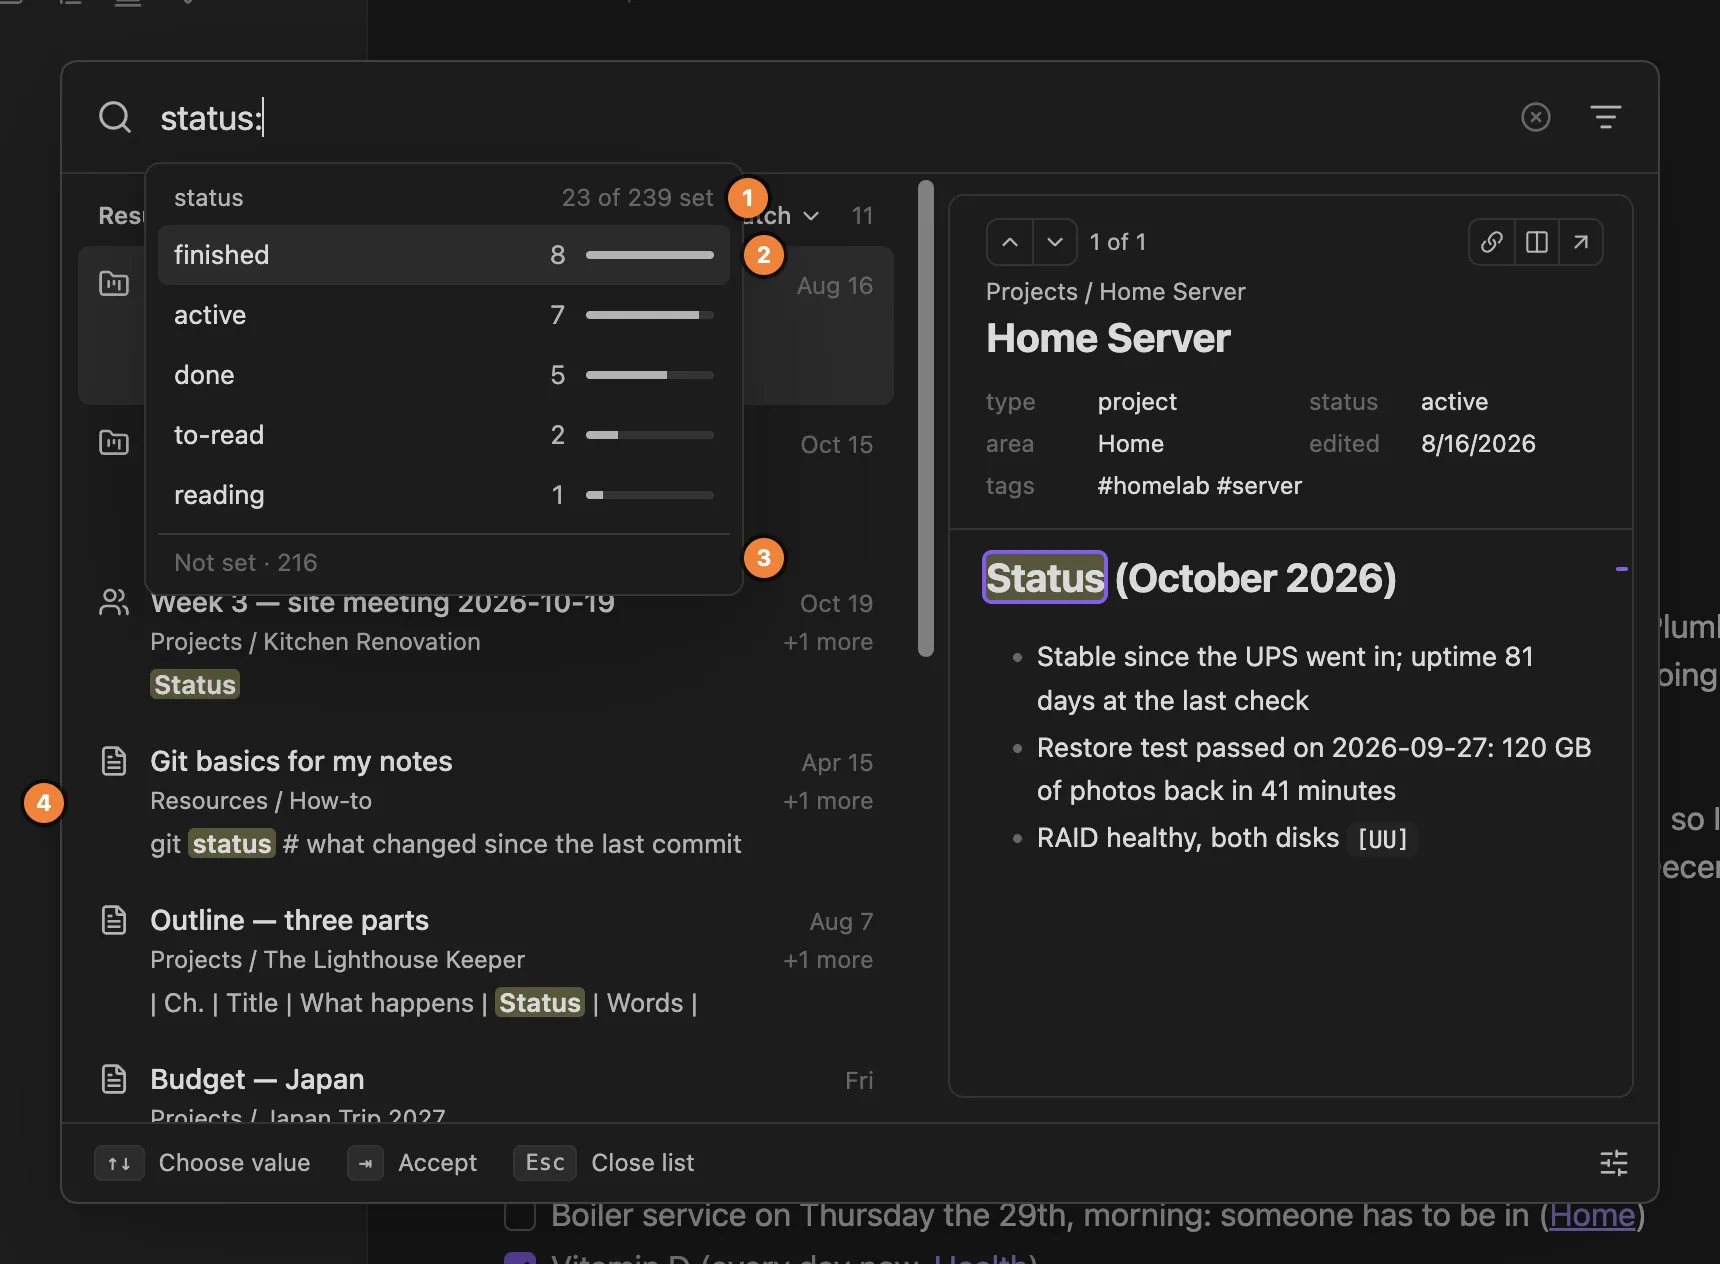 status:
status 23 of 239 set 1
finished 8 2
active 7
done 5
to-read 2
reading 1
Not set · 216 3
11
Aug 16
Oct 15
Week 3 — site meeting 2026-10-19 Oct 19
Projects / Kitchen Renovation +1 more
Status
4
Git basics for my notes Apr 15
Resources / How-to +1 more
git status # what changed since the last commit
Outline — three parts Aug 7
Projects / The Lighthouse Keeper +1 more
| Ch. | Title | What happens | Status | Words |
Budget — Japan Fri
Projects / Japan Trip 2027
1 of 1
Projects / Home Server
Home Server
type project status active
area Home edited 8/16/2026
tags #homelab #server
Status (October 2026)
Stable since the UPS went in; uptime 81
days at the last check
Restore test passed on 2026-09-27: 120 GB
of photos back in 41 minutes
RAID healthy, both disks [UU]
so
↑↓ Choose value ⇥ Accept Esc Close list
Boiler service on Thursday the 29th, morning: someone has to be in (Home)
Vitamin D (every day now, Health)